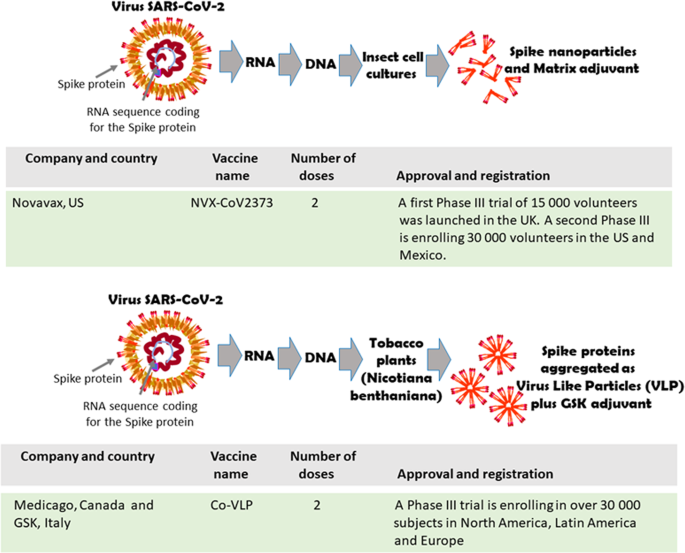 Virus SARS-CoV-2
Spike protein
RNA sequence coding
for the Spike protein
RNA
DNA
Insect cell
cultures
Spike nanoparticles
and Matrix adjuvant
Company and country
Vaccine
name
Number of
doses
Approval and registration
Novavax, US
NVX-CoV2373
2
A first Phase III trial of 15 000 volunteers
was launched in the UK. A second Phase III
is enrolling 30 000 volunteers in the US and
Mexico.
Virus SARS-CoV-2
Spike protein
RNA sequence coding
for the Spike protein
RNA
DNA
Tobacco
plants
(Nicotiana
benthaniana)
Spike proteins
aggregated as
Virus Like Particles (VLP)
plus GSK adjuvant
Company and country
Vaccine
name
Number of
doses
Approval and registration
Medicago, Canada and
GSK, Italy
Co-VLP
2
A Phase III trial is enrolling in over 30 000
subjects in North America, Latin America
and Europe